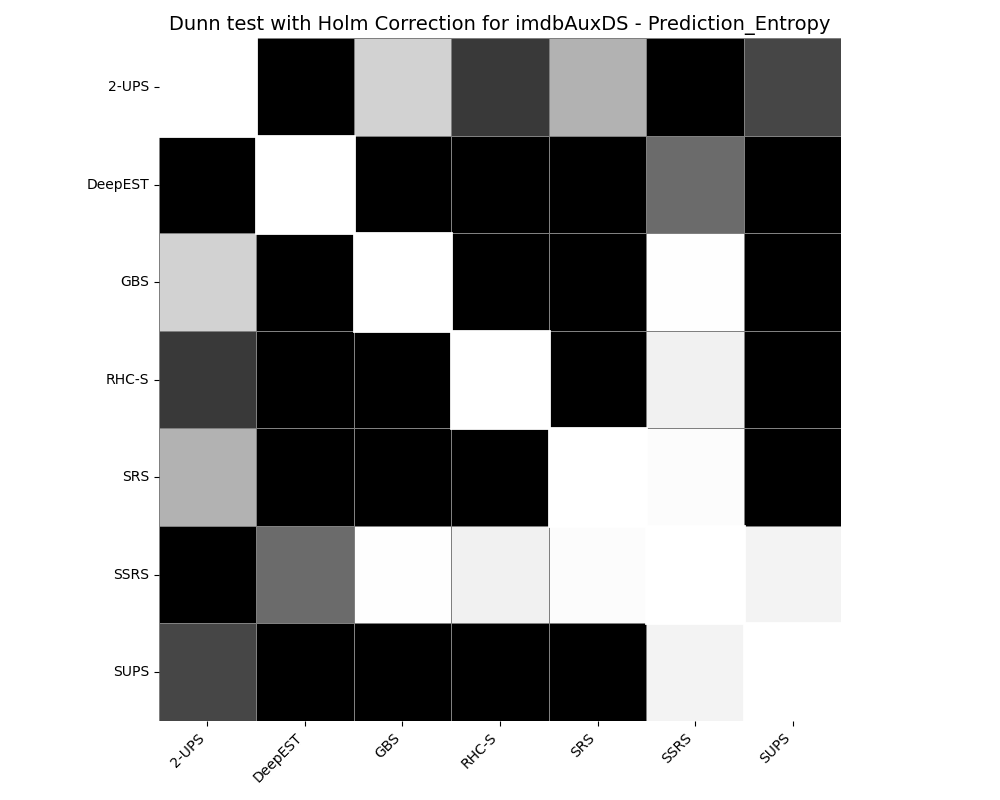 Dunn test with Holm Correction for imdbAuxDS - Prediction_Entropy
2-UPS
DeepEST
GBS
RHC-S
SRS
SSRS
SUPS
2-UPS
DeepEST
GBS
RHC-S
SRS
SSRS
SUPS